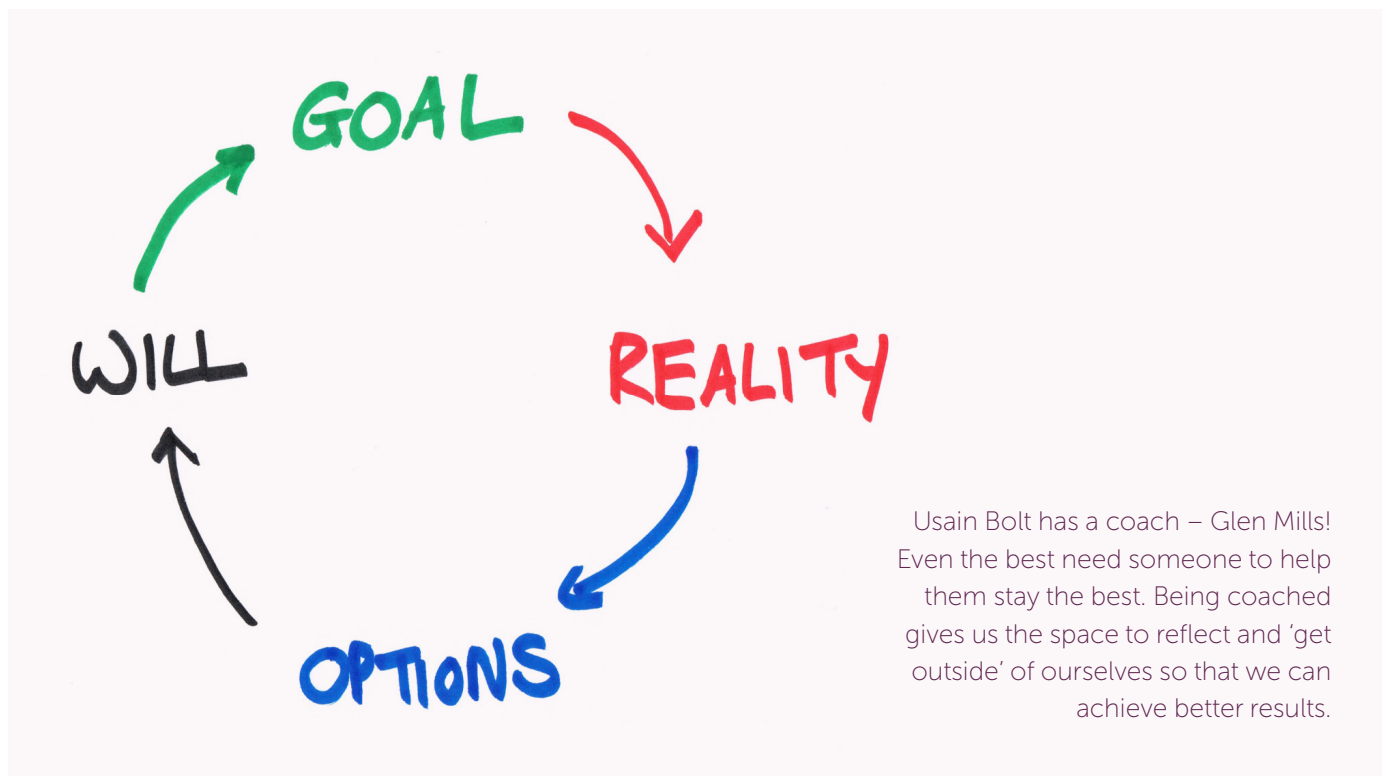 GOAL
WILL
REALITY
OPTIONS
Usain Bolt has a coach – Glen Mills!
Even the best need someone to help
them stay the best. Being coached
gives us the space to reflect and ‘get
outside’ of ourselves so that we can
achieve better results.